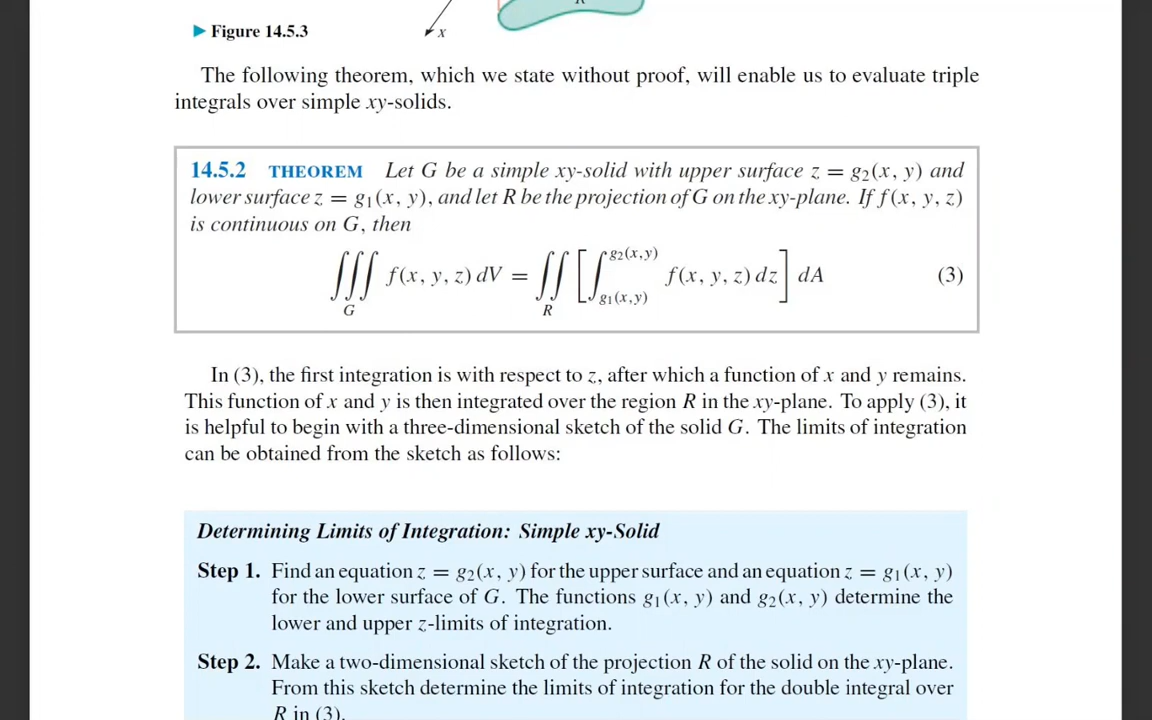 R
▶ Figure 14.5.3
x
The following theorem, which we state without proof, will enable us to evaluate triple
integrals over simple xy-solids.
14.5.2 THEOREM Let G be a simple xy-solid with upper surface z = g₂(x, y) and
lower surface z = g₁(x, y), and let R be the projection of G on the xy-plane. If f(x, y, z)
is continuous on G, then
∭_G f(x, y, z) dV = ∬_R [∫_{g₁(x,y)}^{g₂(x,y)} f(x, y, z) dz] dA (3)
In (3), the first integration is with respect to z, after which a function of x and y remains.
This function of x and y is then integrated over the region R in the xy-plane. To apply (3), it
is helpful to begin with a three-dimensional sketch of the solid G. The limits of integration
can be obtained from the sketch as follows:
Determining Limits of Integration: Simple xy-Solid
Step 1. Find an equation z = g₂(x, y) for the upper surface and an equation z = g₁(x, y)
for the lower surface of G. The functions g₁(x, y) and g₂(x, y) determine the
lower and upper z-limits of integration.
Step 2. Make a two-dimensional sketch of the projection R of the solid on the xy-plane.
From this sketch determine the limits of integration for the double integral over
R in (3).